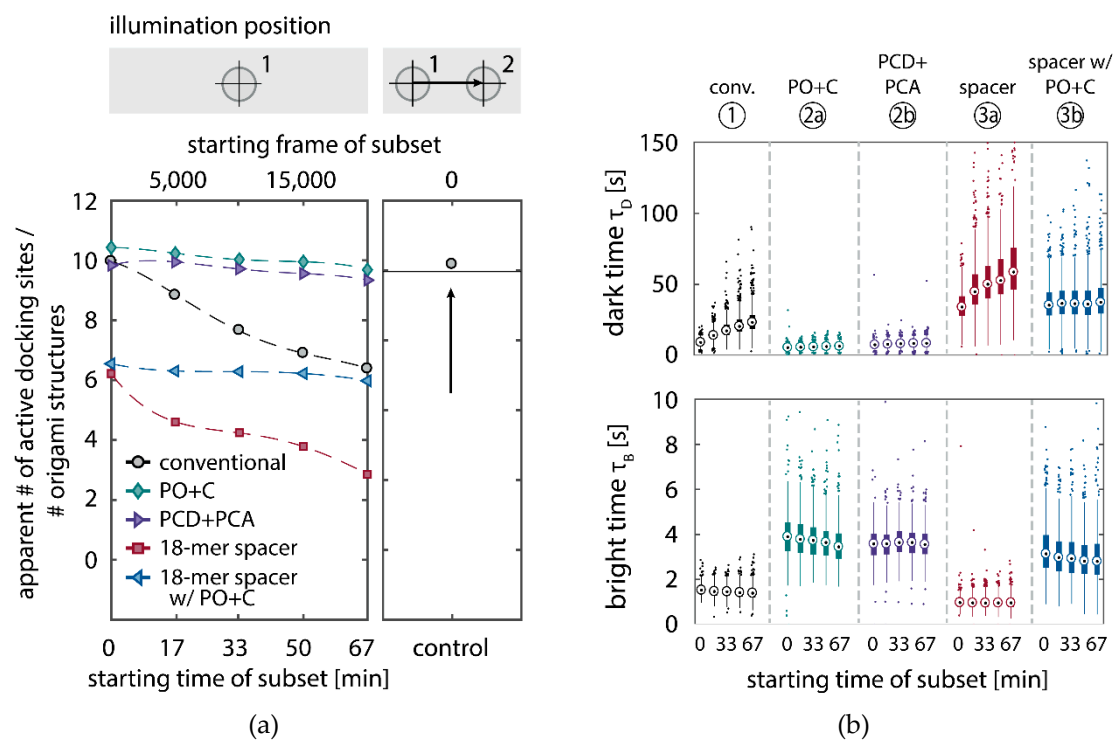 illumination position
1
1
2
starting frame of subset
5,000
15,000
0
apparent # of active docking sites /
# origami structures
12
10
8
6
4
2
0
conventional
PO+C
PCD+PCA
18-mer spacer
18-mer spacer
w/ PO+C
0
17
33
50
67
control
starting time of subset [min]
(a)
conv.
PO+C
PCD+
PCA
spacer
spacer w/
PO+C
1
2a
2b
3a
3b
dark time τD [s]
150
100
50
0
bright time τB [s]
10
8
6
4
2
0
0 33 67
0 33 67
0 33 67
0 33 67
0 33 67
starting time of subset [min]
(b)